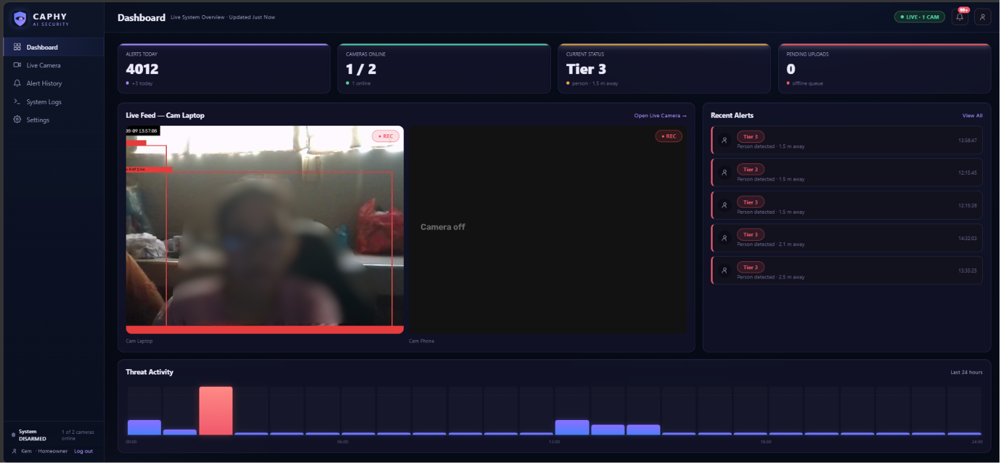 CAPHY
AI SECURITY
Dashboard
Live Camera
Alert History
System Logs
Settings
System
DISARMED
1 of 2 cameras
online
Kem · Homeowner Log out
Dashboard Live System Overview · Updated Just Now
LIVE · 1 CAM
99+
ALERTS TODAY
4012
+3 today
CAMERAS ONLINE
1 / 2
1 online
CURRENT STATUS
Tier 3
person · 1.5 m away
PENDING UPLOADS
0
offline queue
Live Feed — Cam Laptop
Open Live Camera →
08-09 13:57:08
REC
Cam Laptop
REC
Camera off
Cam Phone
Recent Alerts
View All
Tier 3
Person detected · 1.5 m away
13:56:47
Tier 3
Person detected · 1.5 m away
12:15:45
Tier 3
Person detected · 1.5 m away
12:15:26
Tier 3
Person detected · 2.1 m away
14:32:03
Tier 3
Person detected · 2.5 m away
13:35:25
Threat Activity
Last 24 hours
00:00 06:00 12:00 18:00 24:00